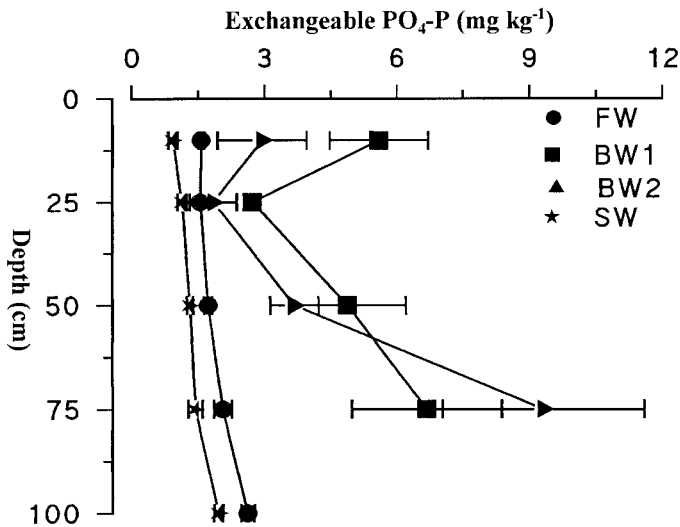 Exchangeable PO₄-P (mg kg⁻¹)
0 3 6 9 12
0
25
50
75
100
Depth (cm)
FW
BW1
BW2
SW